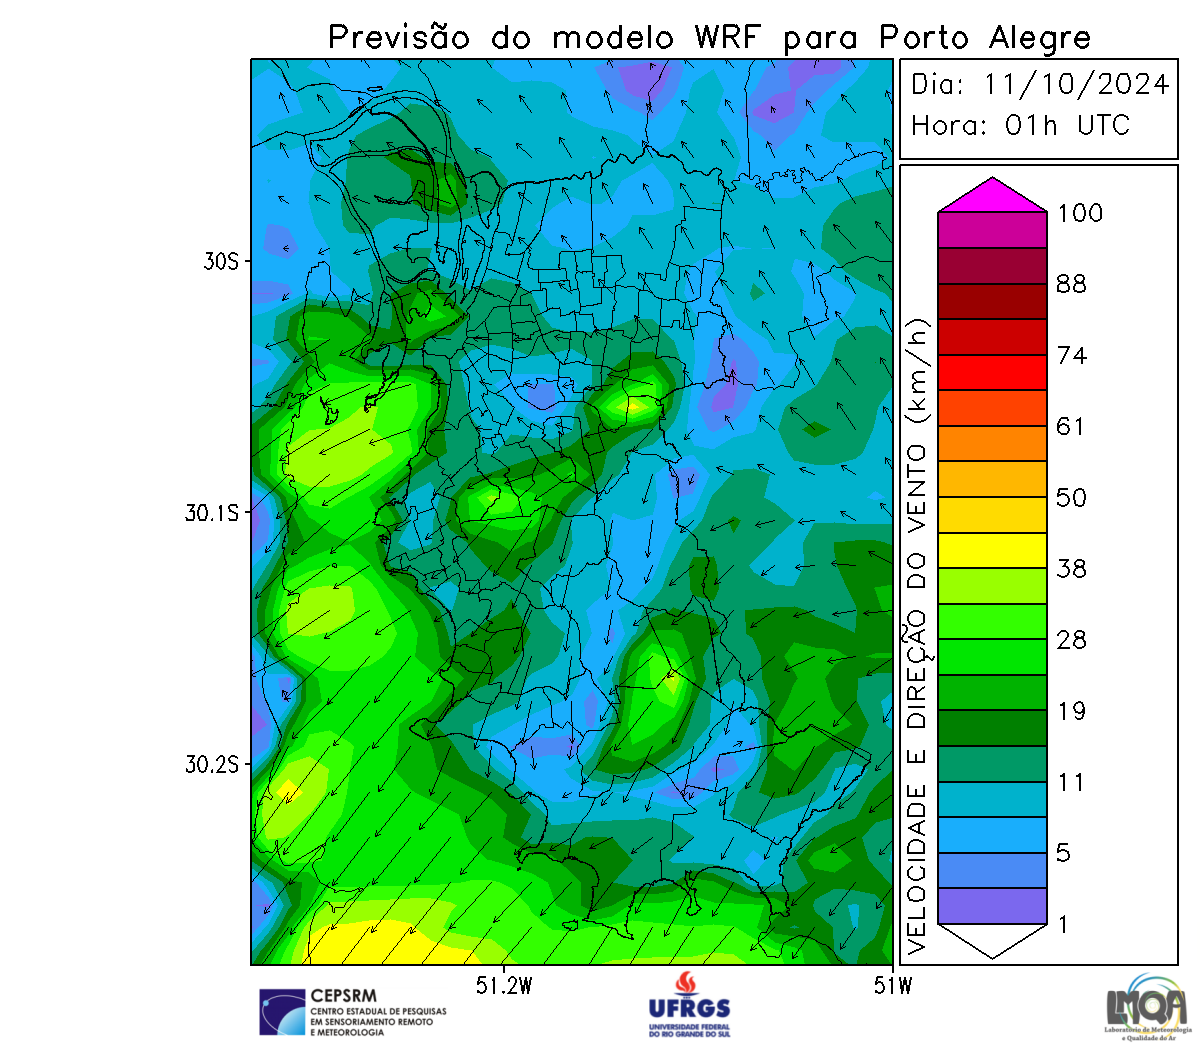 Previsão do modelo WRF para Porto Alegre
Dia: 11/10/2024
Hora: 01h UTC
100
88
74
61
50
38
28
19
11
5
1
VELOCIDADE E DIREÇÃO DO VENTO (km/h)
30S
30.1S
30.2S
51.2W
51W
CEPSRM
CENTRO ESTADUAL DE PESQUISAS
EM SENSORIAMENTO REMOTO
E METEOROLOGIA
UFRGS
UNIVERSIDADE FEDERAL
DO RIO GRANDE DO SUL
LMQA
Laboratório de Meteorologia
e Qualidade do Ar